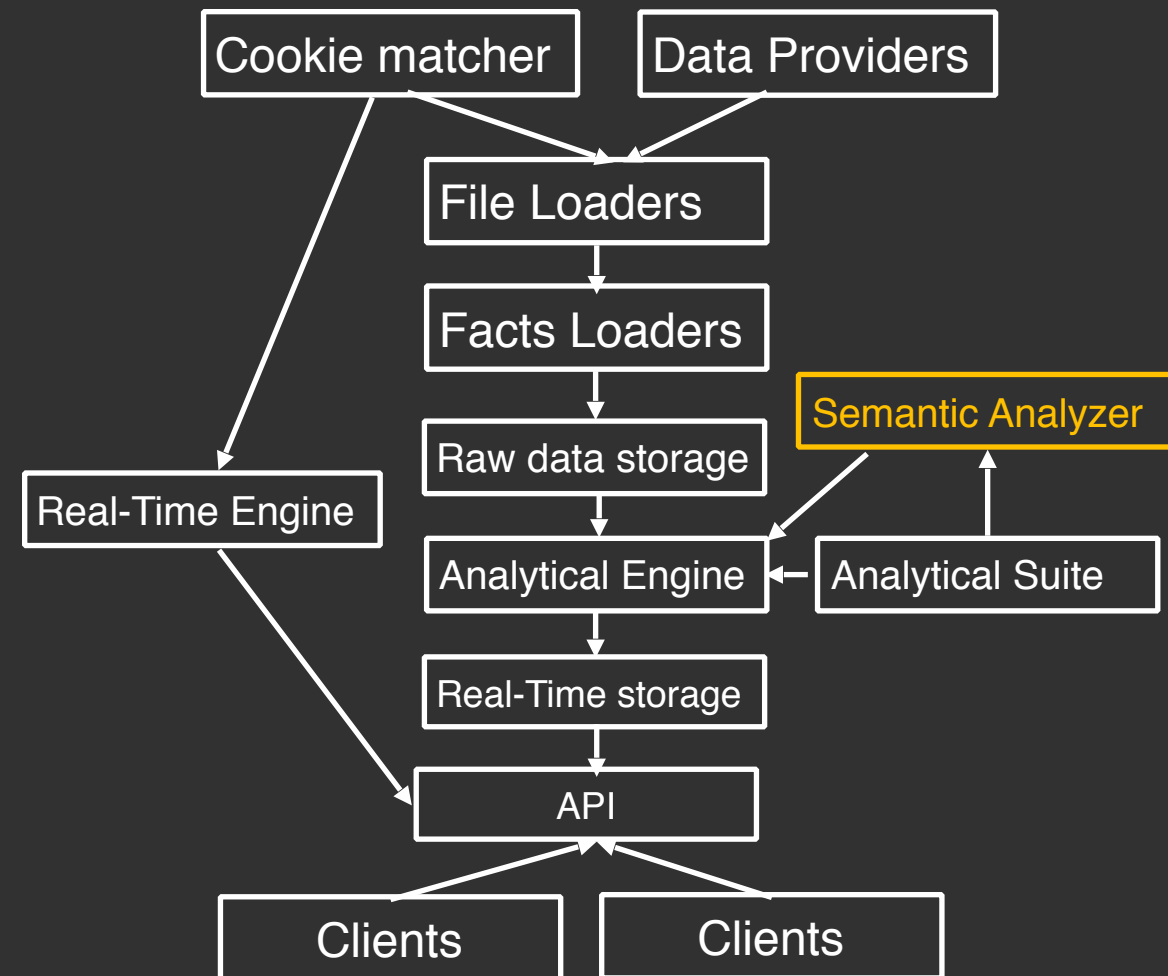 Cookie matcher
Data Providers
File Loaders
Facts Loaders
Semantic Analyzer
Raw data storage
Real-Time Engine
Analytical Engine
Analytical Suite
Real-Time storage
API
Clients
Clients